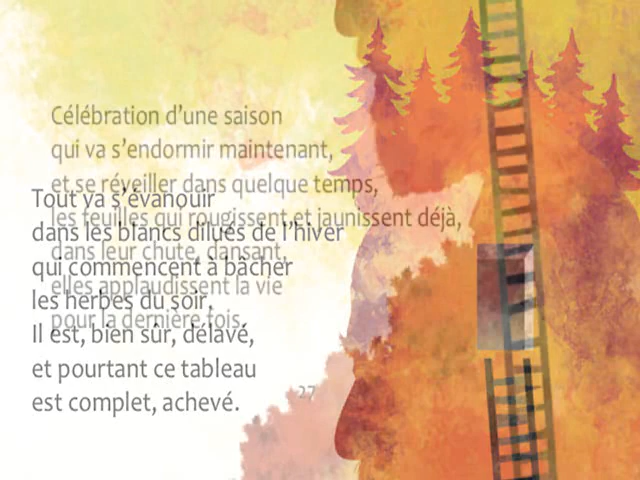 Célébration d'une saison
qui va s'endormir maintenant,
et se réveiller dans quelque temps,
les feuilles qui rougissent et jaunissent déjà,
dans leur chute, dansant,
elles applaudissent la vie
pour la dernière fois.
Tout va s'évanouir
dans les blancs dilués de l'hiver
qui commencent à bâcher
les herbes du soir.
Il est, bien sûr, délavé,
et pourtant ce tableau
est complet, achevé.
27